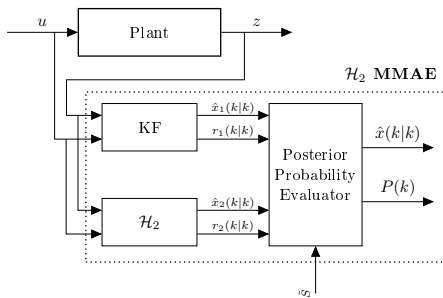 u
Plant
z
ℋ₂ MMAE
KF
x̂₁(k|k)
r₁(k|k)
Posterior
Probability
Evaluator
x̂(k|k)
P(k)
ℋ₂
x̂₂(k|k)
r₂(k|k)